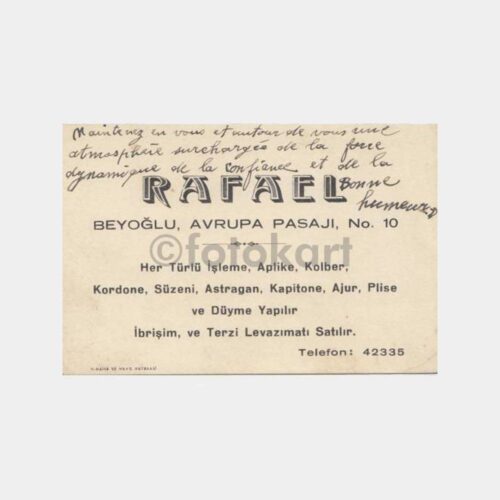 Maintenez en vous et autour de vous une
atmosphère surchargée de la force
dynamique de la confiance et de la
Bonne
humeur
RAFAEL
BEYOĞLU, AVRUPA PASAJI, No. 10
©fotokart
Her Türlü İşleme, Aplike, Kolber,
Kordone, Süzeni, Astragan, Kapitone, Ajur, Plise
ve Düyme Yapılır
İbrişim, ve Terzi Levazımatı Satılır.
Telefon: 42335